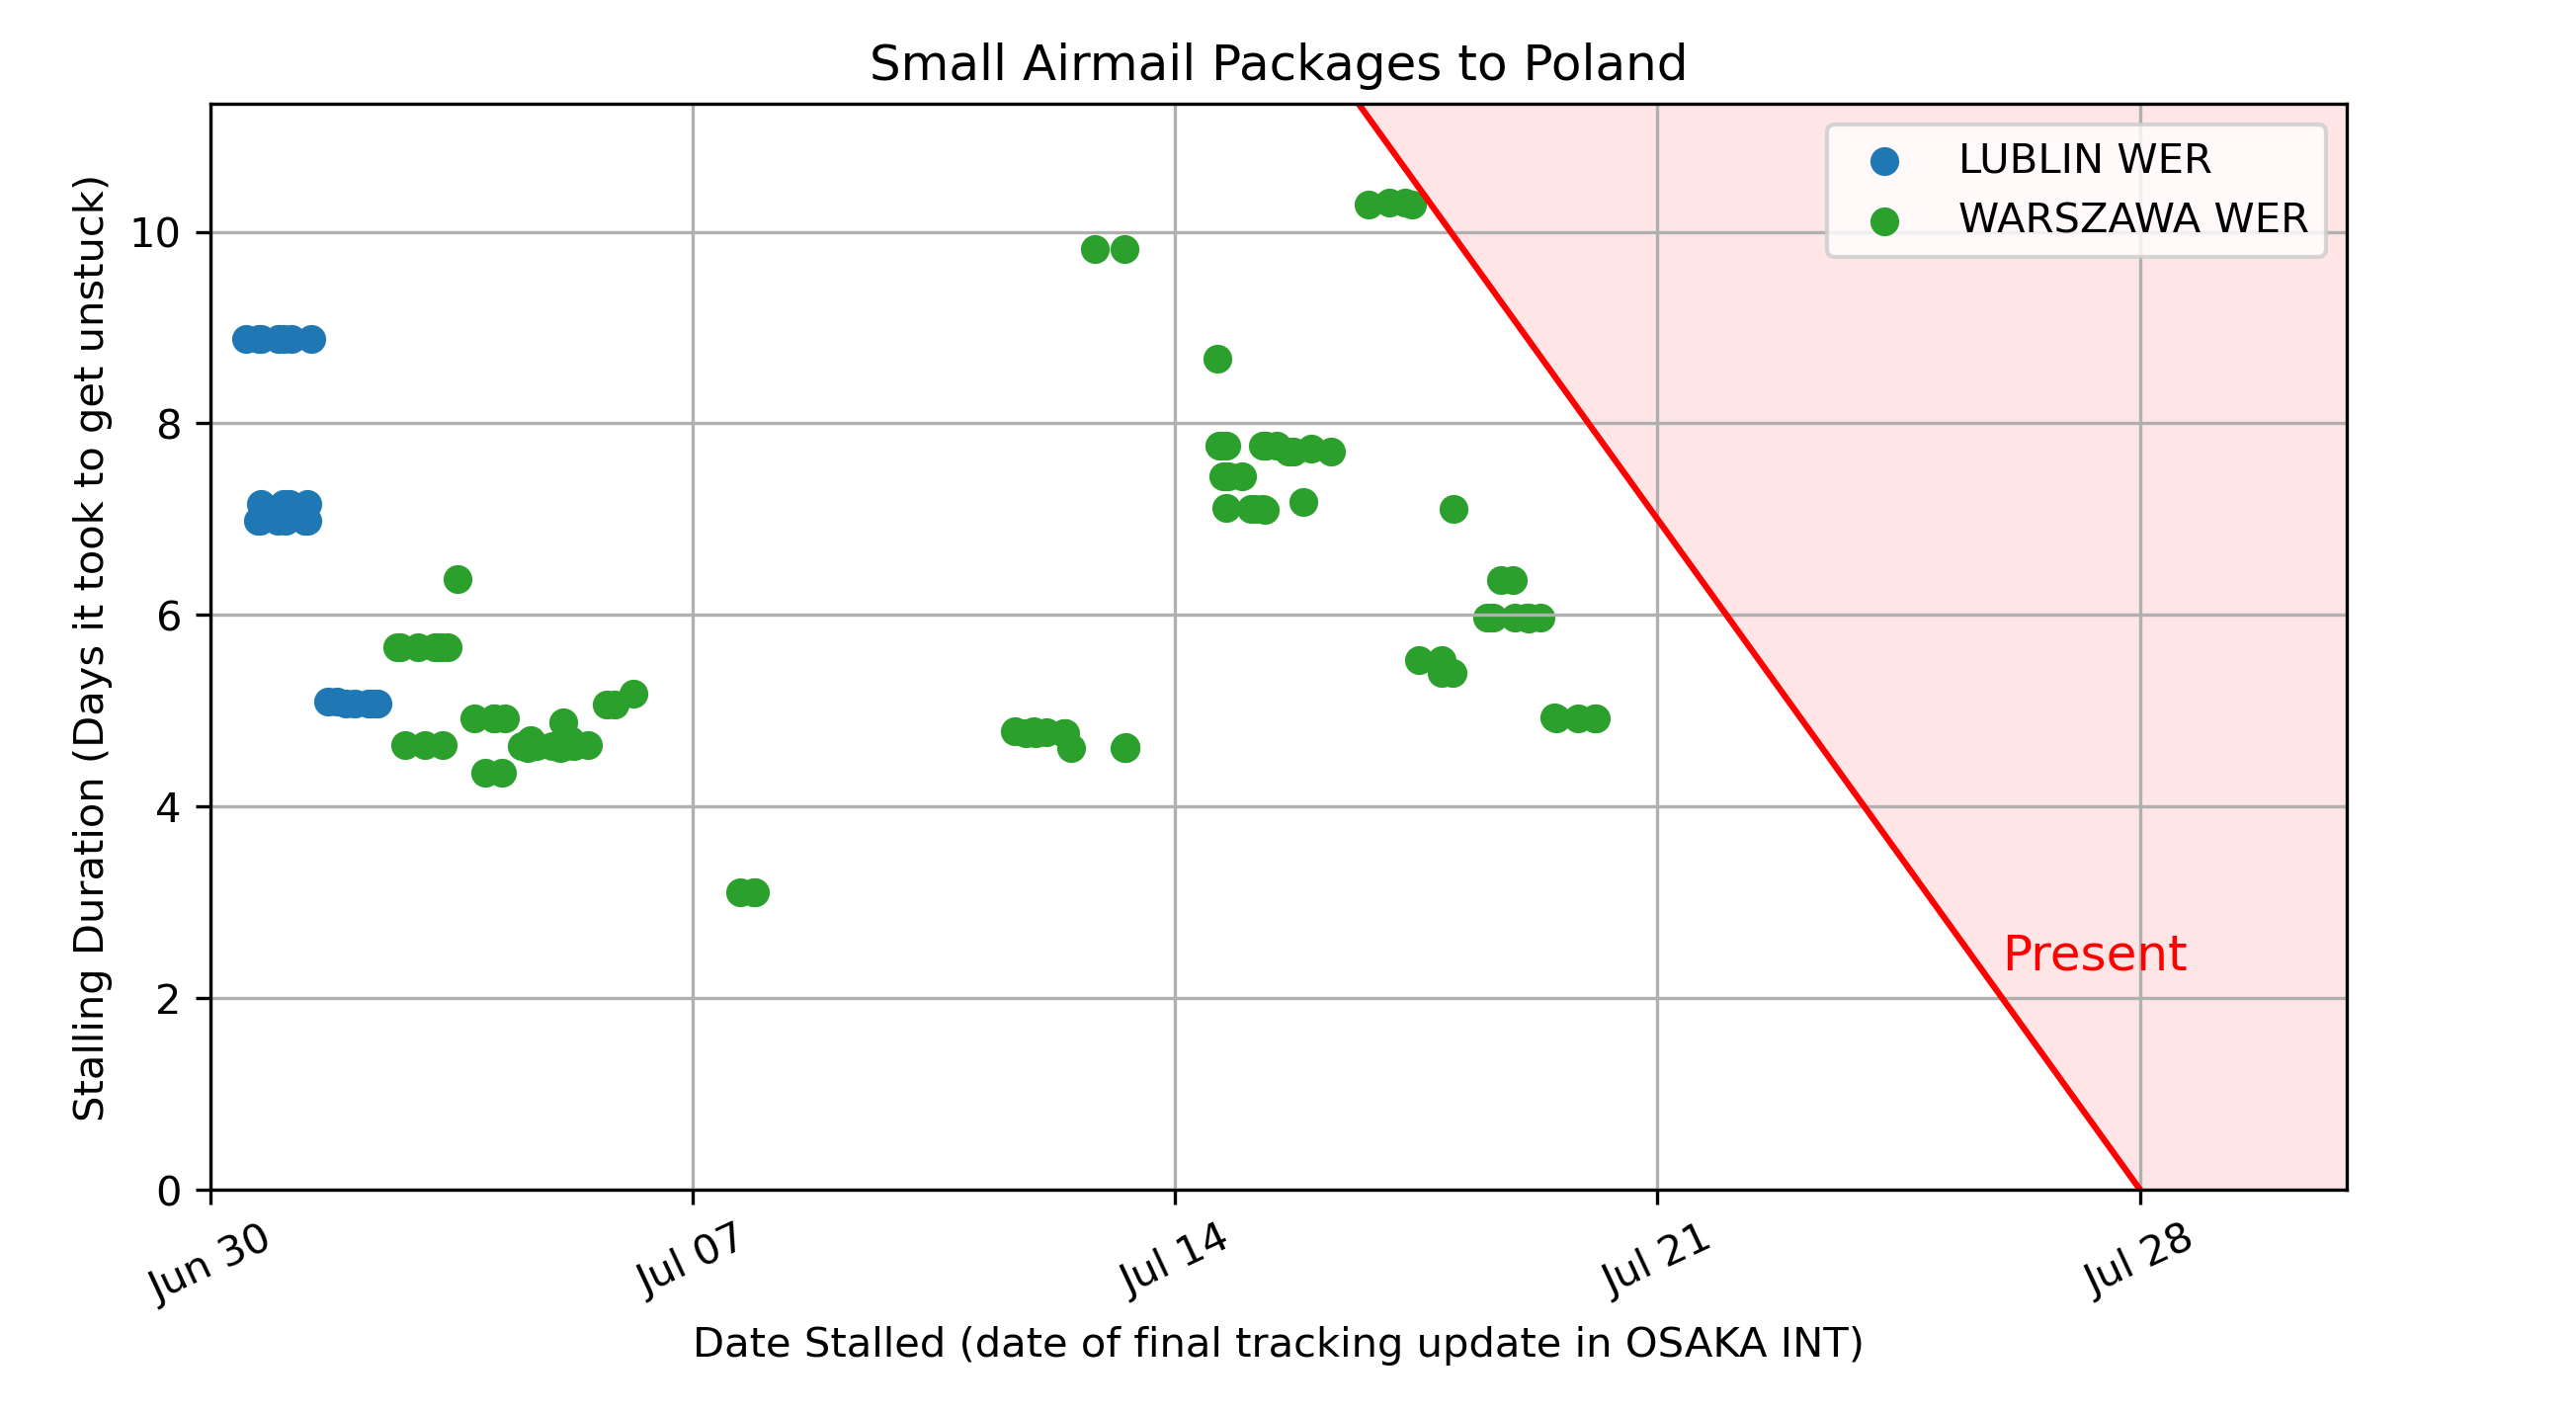 Small Airmail Packages to Poland
Stalling Duration (Days it took to get unstuck)
10
8
6
4
2
0
LUBLIN WER
WARSZAWA WER
Present
Jun 30
Jul 07
Jul 14
Jul 21
Jul 28
Date Stalled (date of final tracking update in OSAKA INT)